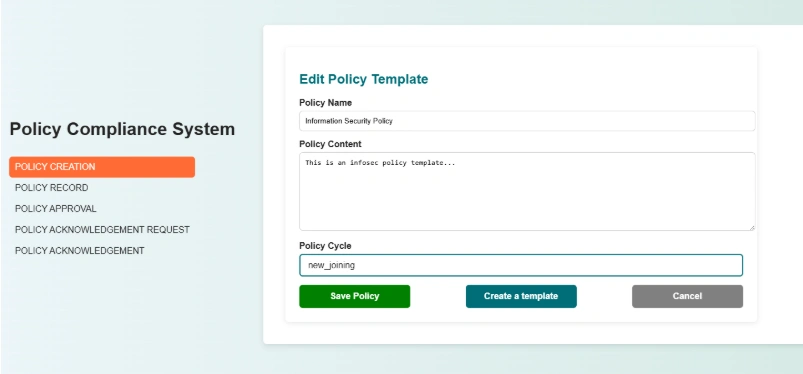 Policy Compliance System
POLICY CREATION
POLICY RECORD
POLICY APPROVAL
POLICY ACKNOWLEDGEMENT REQUEST
POLICY ACKNOWLEDGEMENT
Edit Policy Template
Policy Name
Information Security Policy
Policy Content
This is an infosec policy template...
Policy Cycle
new_joining
Save Policy
Create a template
Cancel